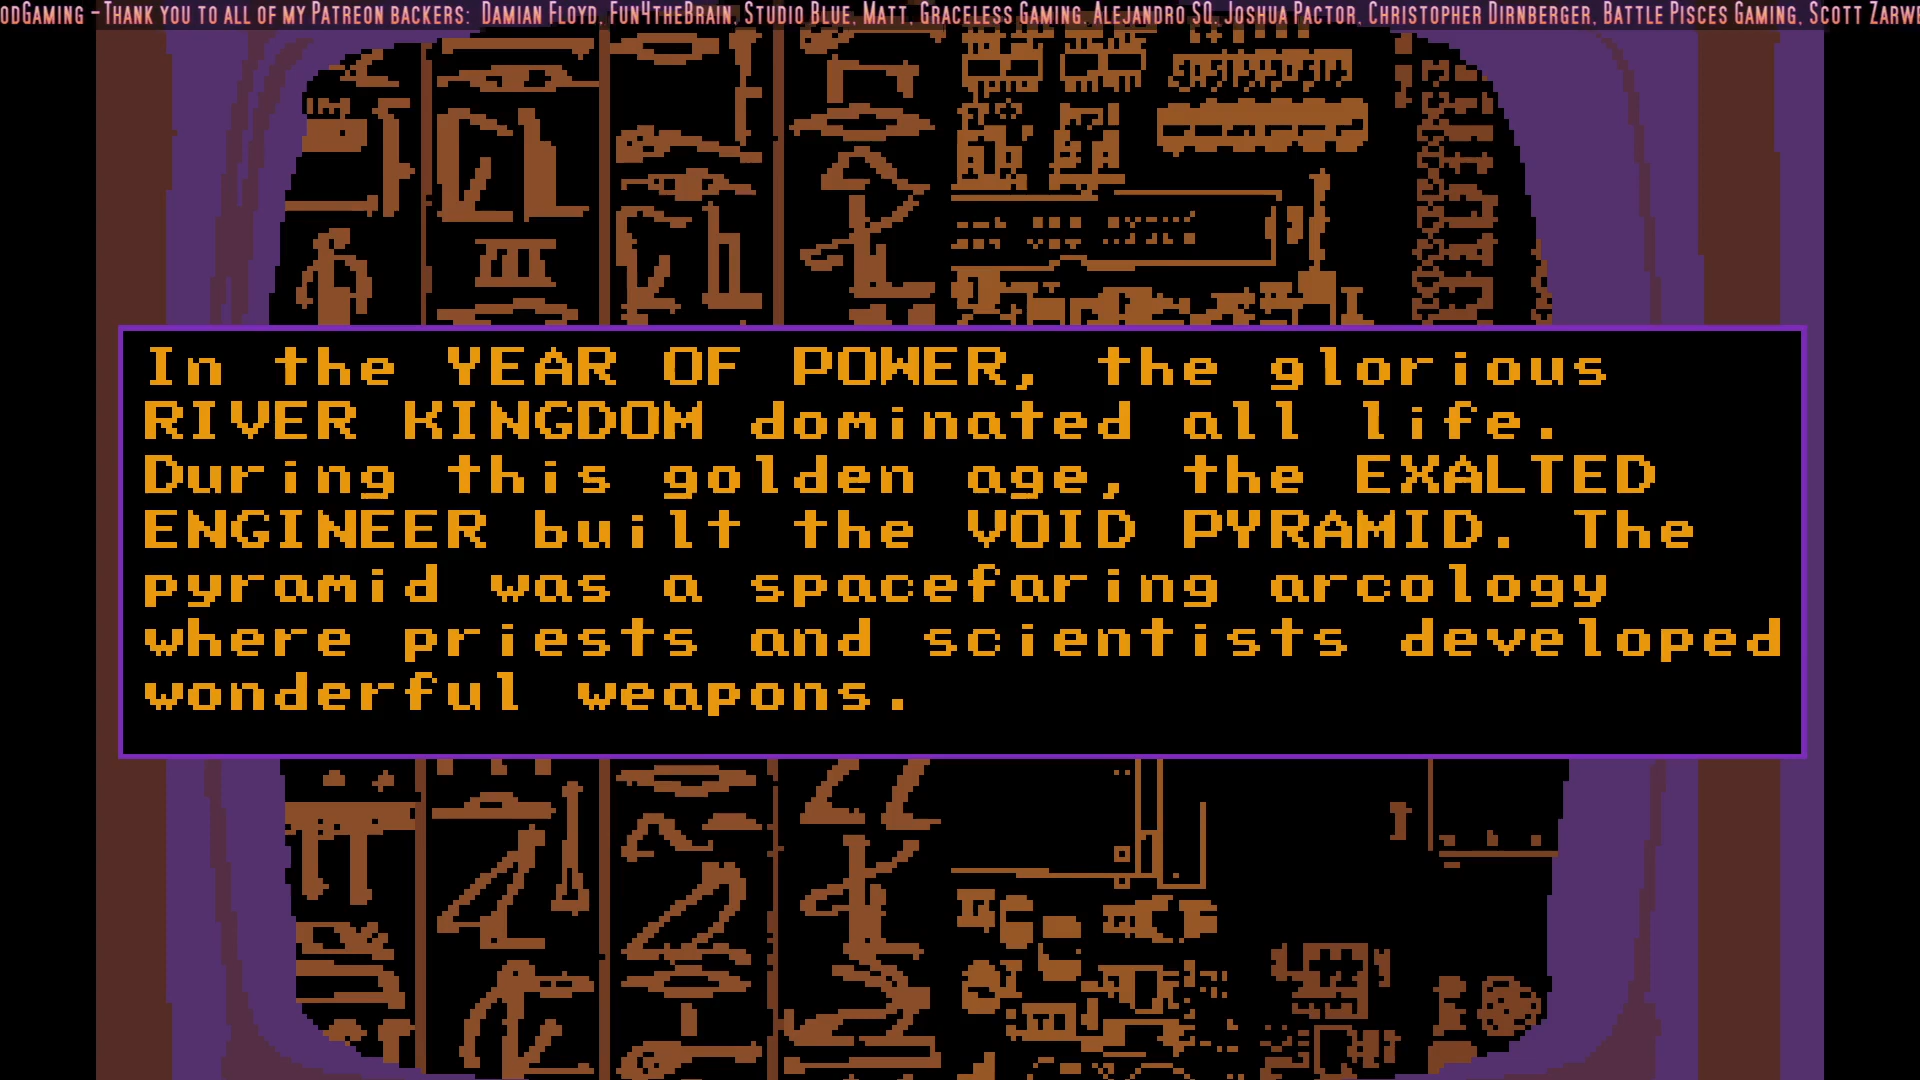 odGaming - Thank you to all of my Patreon backers: Damian Floyd, Fun4theBrain, Studio Blue, Matt, Graceless Gaming, Alejandro SQ, Joshua Pactor, Christopher Dirnberger, Battle Pisces Gaming, Scott Zarwe
In the YEAR OF POWER, the glorious
RIVER KINGDOM dominated all life.
During this golden age, the EXALTED
ENGINEER built the VOID PYRAMID. The
pyramid was a spacefaring arcology
where priests and scientists developed
wonderful weapons.